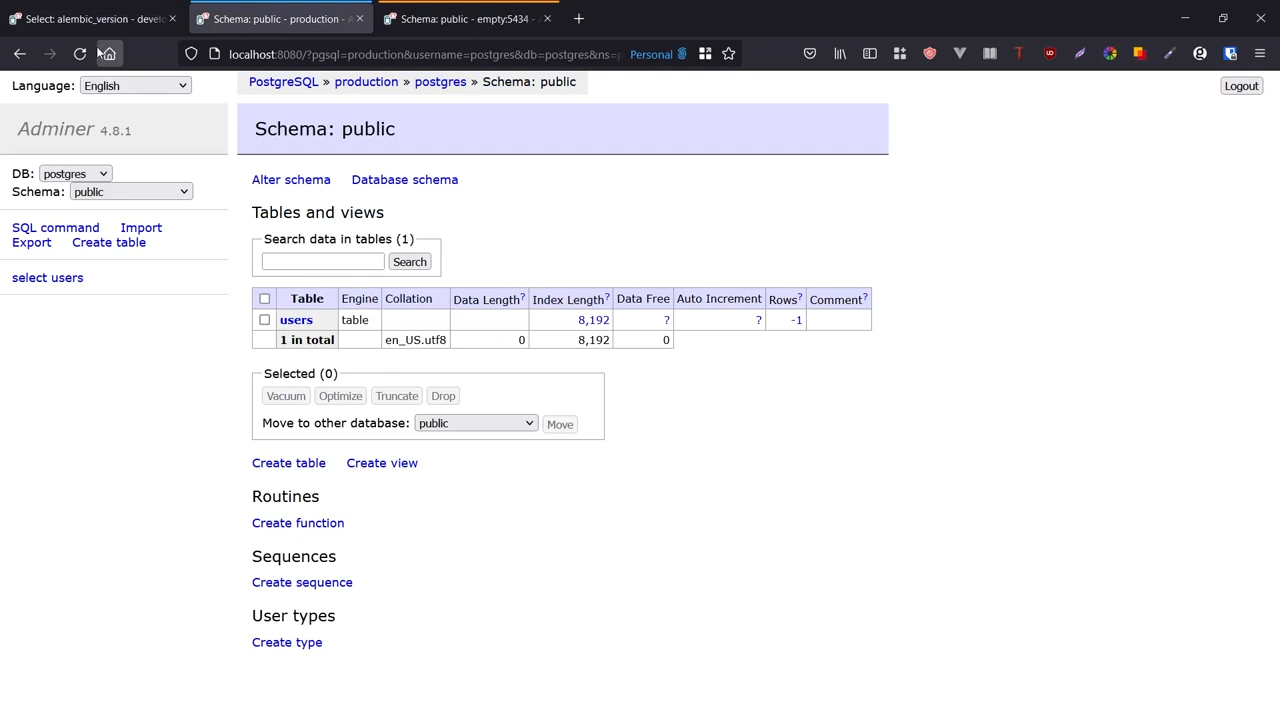 Select: alembic_version - develo
Schema: public - production - A
Schema: public - empty:5434 -
localhost:8080/?pgsql=production&username=postgres&db=postgres&ns=p
Personal
Language: English
PostgreSQL » production » postgres » Schema: public
Logout
Adminer 4.8.1
Schema: public
DB: postgres
Schema: public
Alter schema Database schema
Tables and views
SQL command Import
Export Create table
Search data in tables (1)
Search
select users
Table Engine Collation Data Length? Index Length? Data Free Auto Increment Rows? Comment?
users table 8,192 ? ? -1
1 in total en_US.utf8 0 8,192 0
Selected (0)
Vacuum Optimize Truncate Drop
Move to other database: public Move
Create table Create view
Routines
Create function
Sequences
Create sequence
User types
Create type